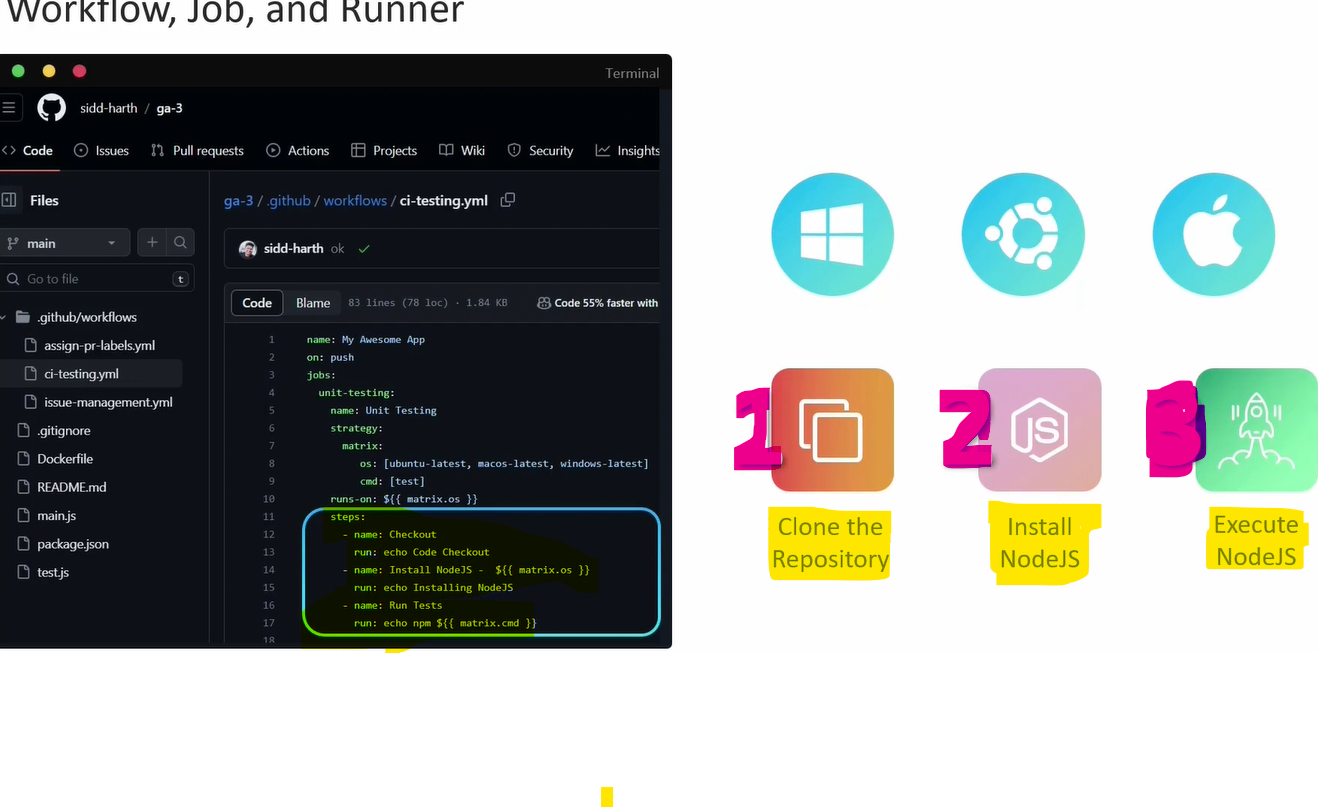 Workflow, Job, and Runner
Terminal
sidd-harth / ga-3
<> Code Issues Pull requests Actions Projects Wiki Security Insights
Files
main
Go to file t
.github/workflows
assign-pr-labels.yml
ci-testing.yml
issue-management.yml
.gitignore
Dockerfile
README.md
main.js
package.json
test.js
ga-3 / .github / workflows / ci-testing.yml
sidd-harth ok
Code Blame 83 lines (78 loc) · 1.84 KB Code 55% faster with
1 name: My Awesome App
2 on: push
3 jobs:
4 unit-testing:
5 name: Unit Testing
6 strategy:
7 matrix:
8 os: [ubuntu-latest, macos-latest, windows-latest]
9 cmd: [test]
10 runs-on: ${{ matrix.os }}
11 steps:
12 - name: Checkout
13 run: echo Code Checkout
14 - name: Install NodeJS -  ${{ matrix.os }}
15 run: echo Installing NodeJS
16 - name: Run Tests
17 run: echo npm ${{ matrix.cmd }}
18
1
2
JS
3
Clone the
Repository
Install
NodeJS
Execute
NodeJS